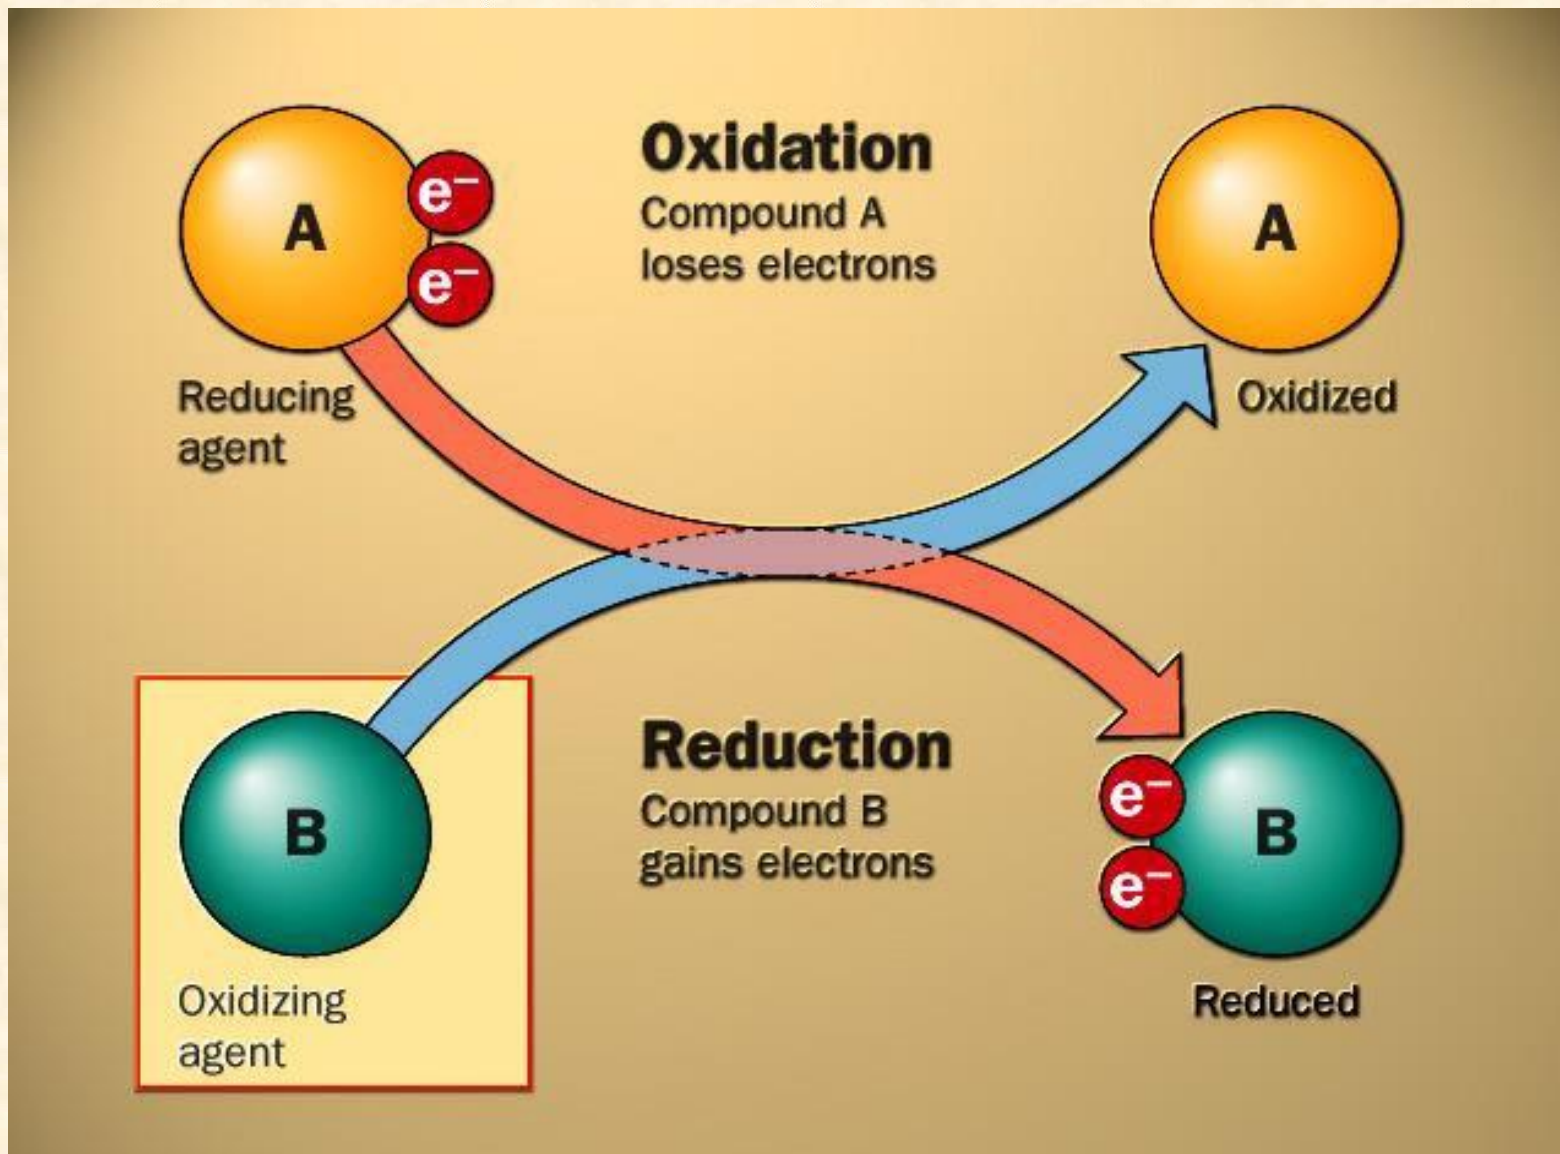 A
e⁻
e⁻
Reducing
agent
Oxidation
Compound A
loses electrons
A
Oxidized
B
Oxidizing
agent
Reduction
Compound B
gains electrons
e⁻
e⁻
B
Reduced